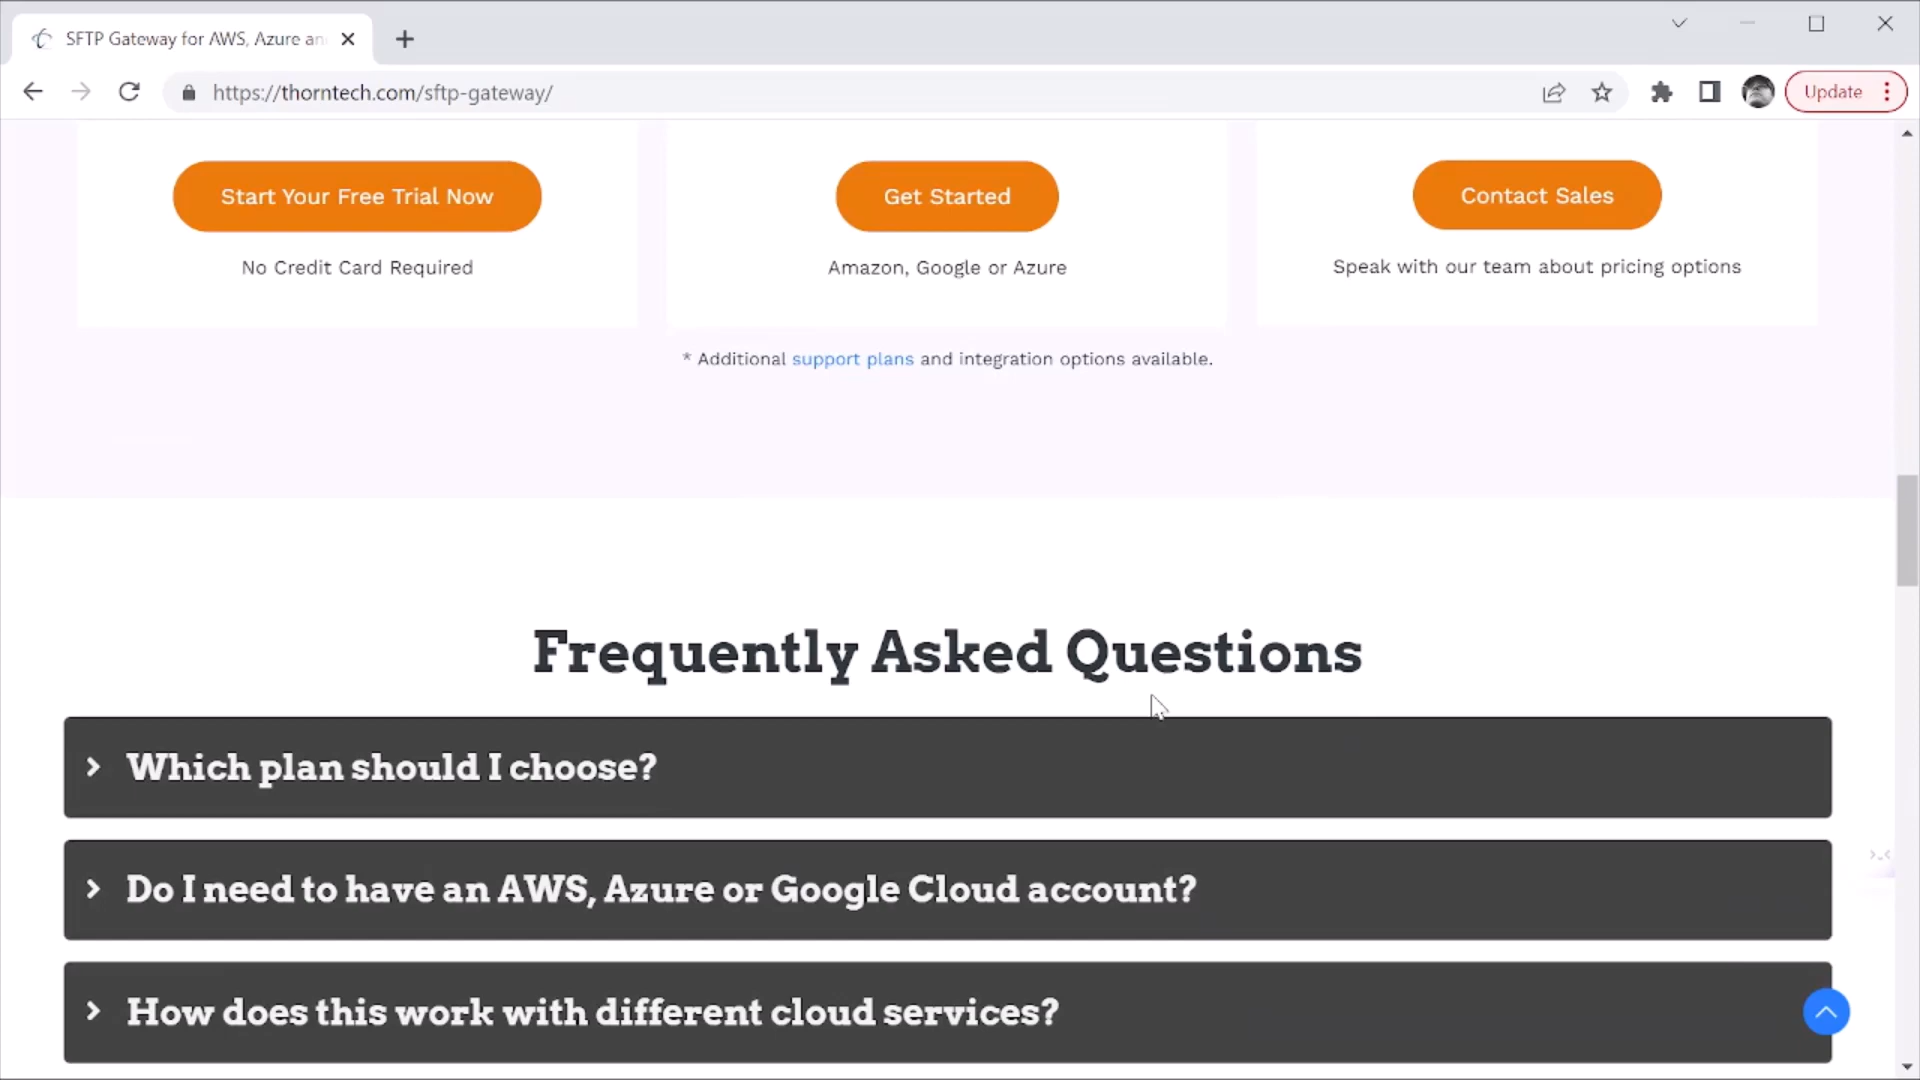 SFTP Gateway for AWS, Azure an
https://thorntech.com/sftp-gateway/
Update
Start Your Free Trial Now
Get Started
Contact Sales
No Credit Card Required
Amazon, Google or Azure
Speak with our team about pricing options
* Additional support plans and integration options available.
Frequently Asked Questions
Which plan should I choose?
Do I need to have an AWS, Azure or Google Cloud account?
How does this work with different cloud services?